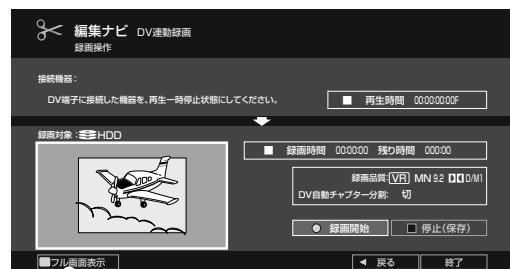 編集ナビ DV連動録画
録画操作
接続機器：
DV端子に接続した機器を、再生一時停止状態にしてください。
■ 再生時間 00:00:00:00F
録画対象：HDD
■ 録画時間 00:00:00 残り時間 000:00
録画品質:VR MN 9.2 D/M1
DV自動チャプター分割: 切
録画開始
停止(保存)
フル画面表示
◀ 戻る
終了